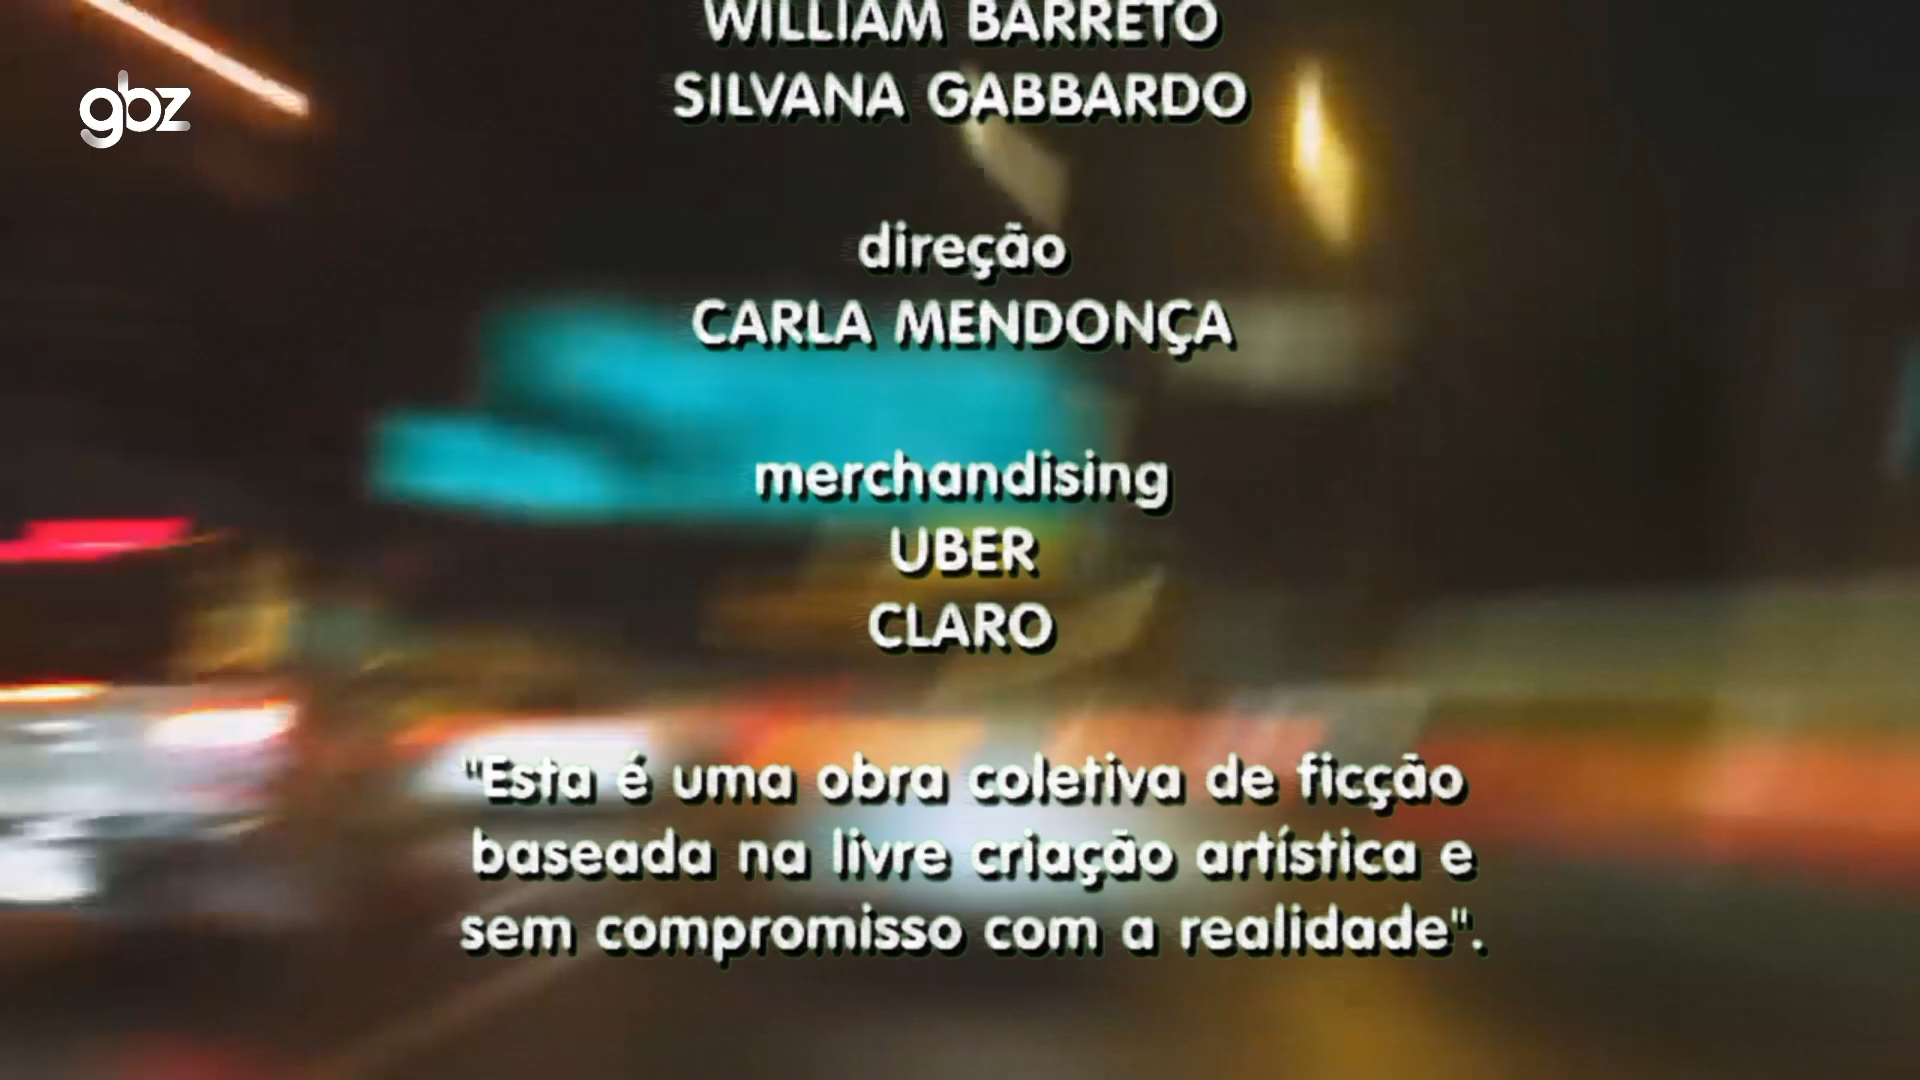 WILLIAM BARRETO
SILVANA GABBARDO
gbz
direção
CARLA MENDONÇA
merchandising
UBER
CLARO
"Esta é uma obra coletiva de ficção
baseada na livre criação artística e
sem compromisso com a realidade".